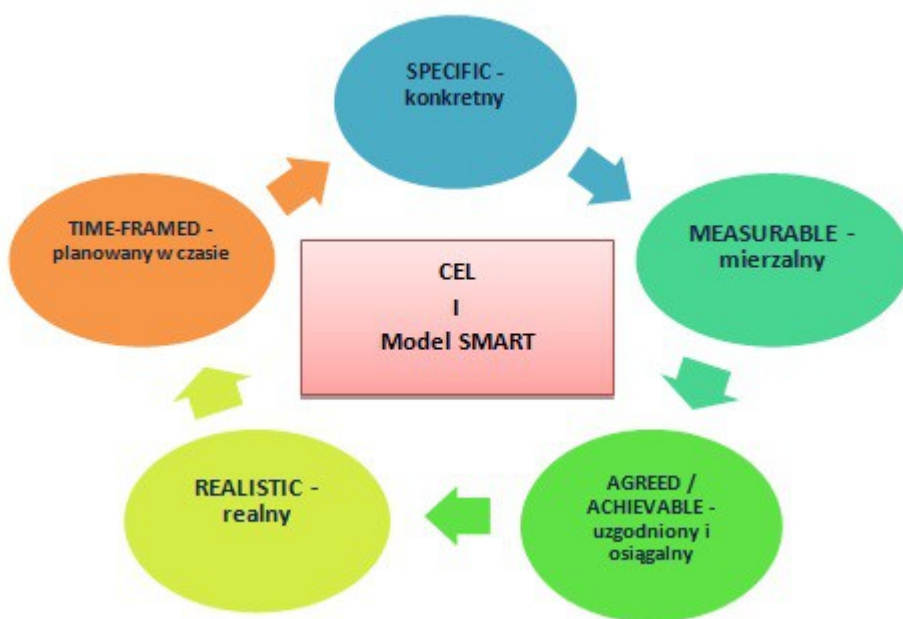 SPECIFIC -
konkretny
MEASURABLE -
mierzalny
AGREED /
ACHIEVABLE -
uzgodniony i
osiągalny
REALISTIC -
realny
TIME-FRAMED -
planowany w czasie
CEL
I
Model SMART